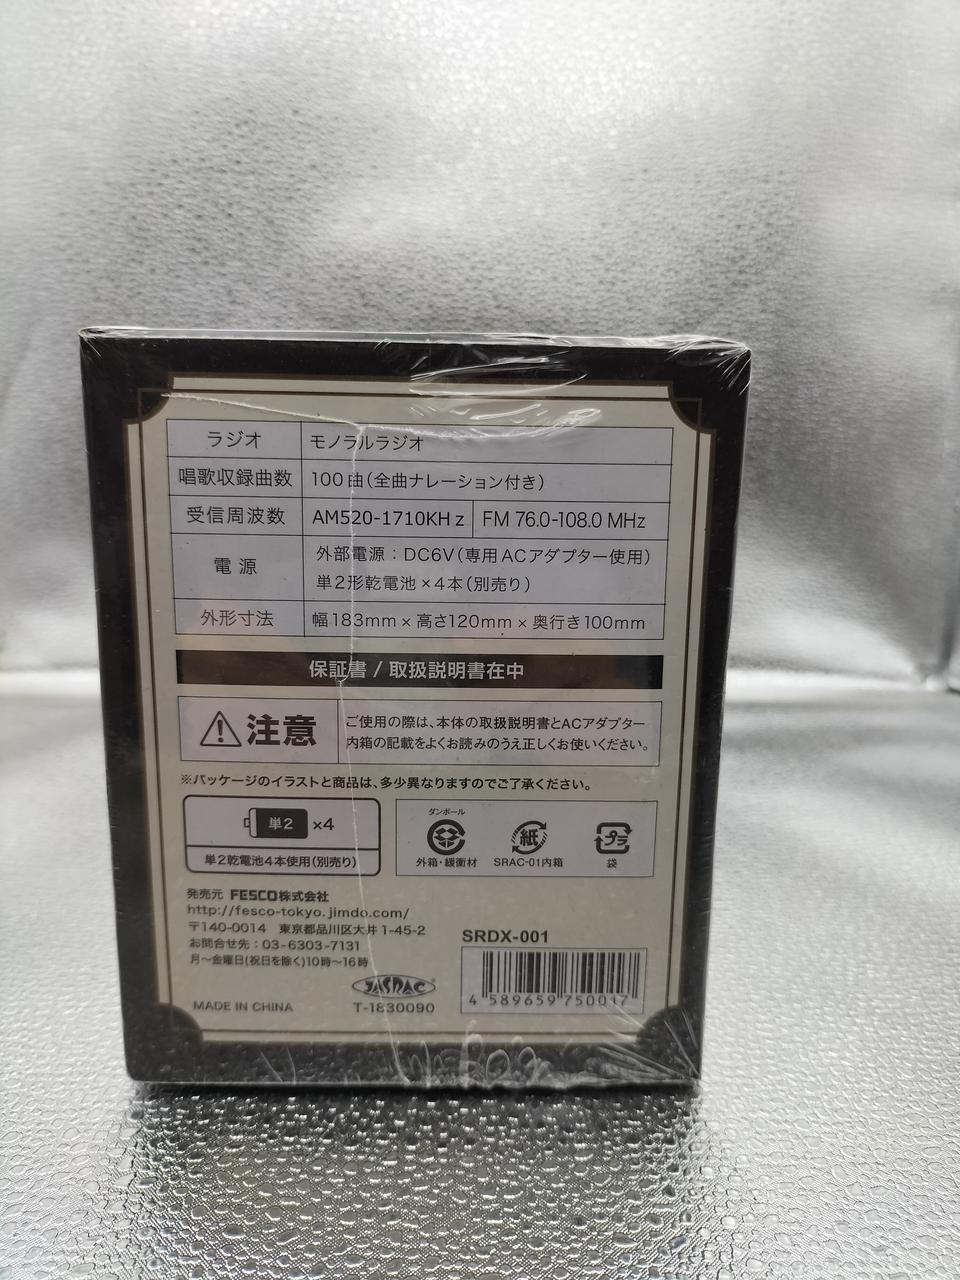 ラジオ モノラルラジオ
唱歌収録曲数 100曲(全曲ナレーション付き)
受信周波数 AM520-1710KHz FM 76.0-108.0 MHz
電源 外部電源:DC6V(専用ACアダプター使用)
単2形乾電池×4本(別売り)
外形寸法 幅183mm×高さ120mm×奥行き100mm
保証書/取扱説明書在中
注意 ご使用の際は、本体の取扱説明書とACアダプター
内箱の記載をよくお読みのうえ正しくお使いください。
※パッケージのイラストと商品は、多少異なりますのでご了承ください。
単2 ×4
単2乾電池4本使用(別売り)
ダンボール
紙 プラ
外箱・緩衝材 SRAC-01内箱 袋
発売元 FESCO株式会社
http://fesco-tokyo.jimdo.com/
〒140-0014 東京都品川区大井1-45-2
お問合せ先:03-6303-7131
月〜金曜日(祝日を除く)10時〜16時
SRDX-001
4 589659 750017
JASRAC
T-1830090
MADE IN CHINA